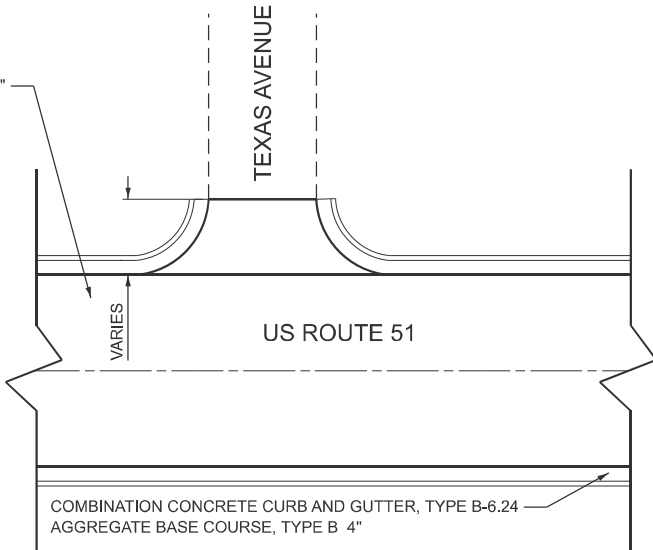 TEXAS AVENUE
"
VARIES
US ROUTE 51
COMBINATION CONCRETE CURB AND GUTTER, TYPE B-6.24
AGGREGATE BASE COURSE, TYPE B 4"